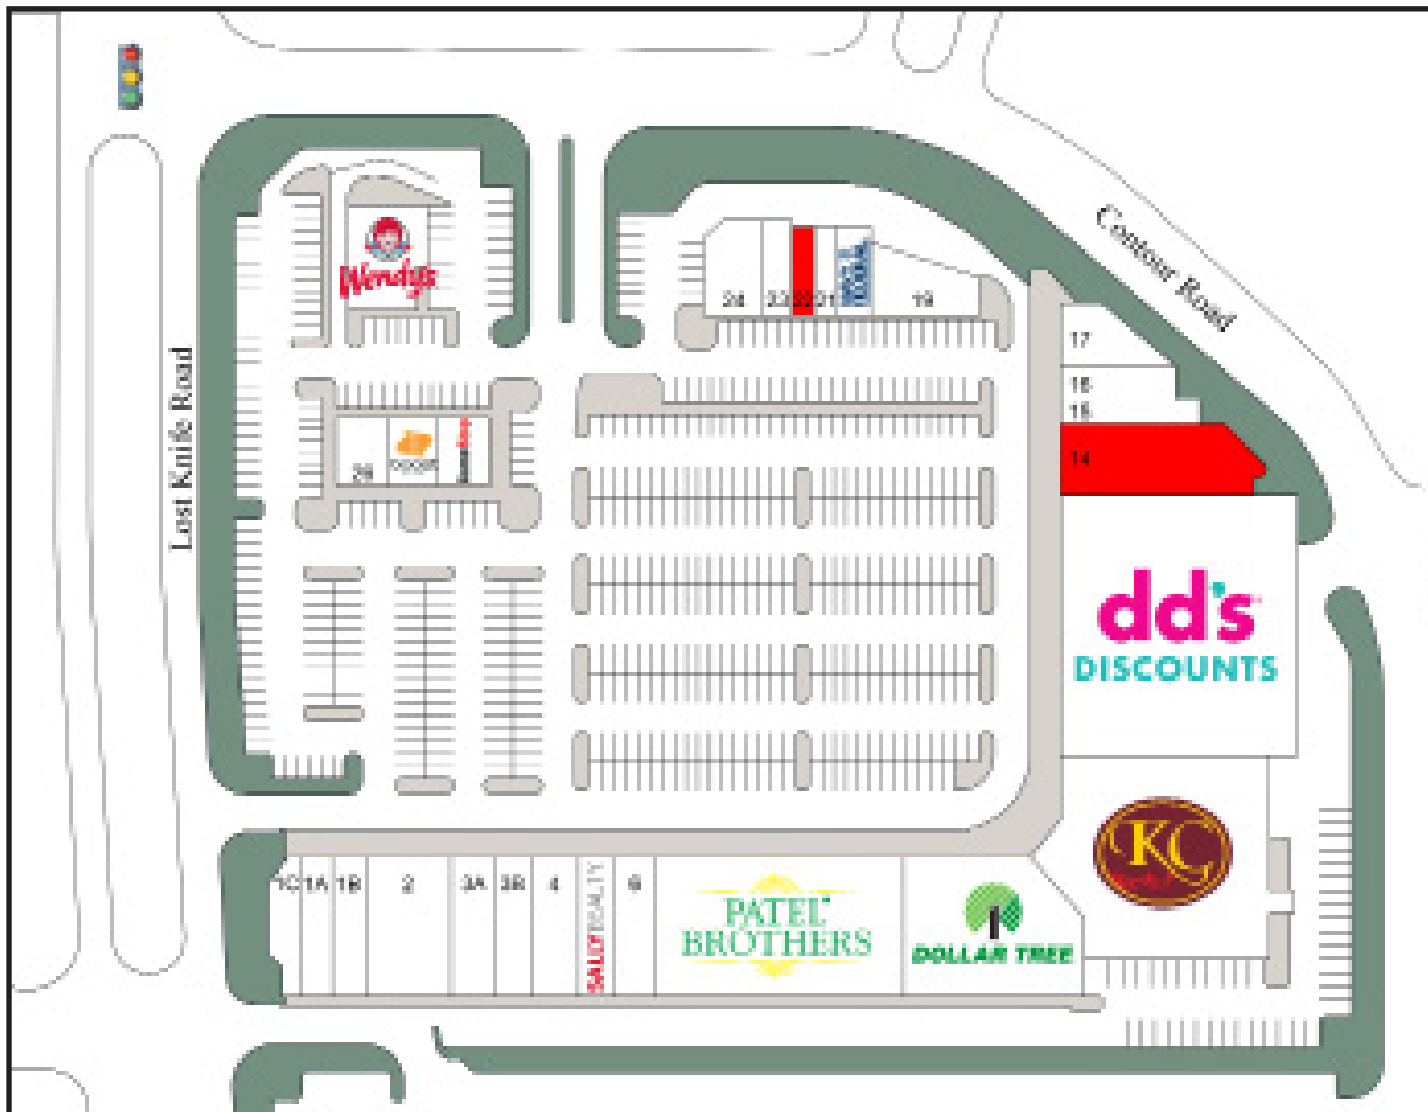 Wendy's
Contour Road
24
23
22
21
19
17
16
15
14
Lost Knife Road
dd's
DISCOUNTS
KC
1C
1A
1B
2
3A
3B
4
SALLY BEAUTY
6
PATEL
BROTHERS
DOLLAR TREE